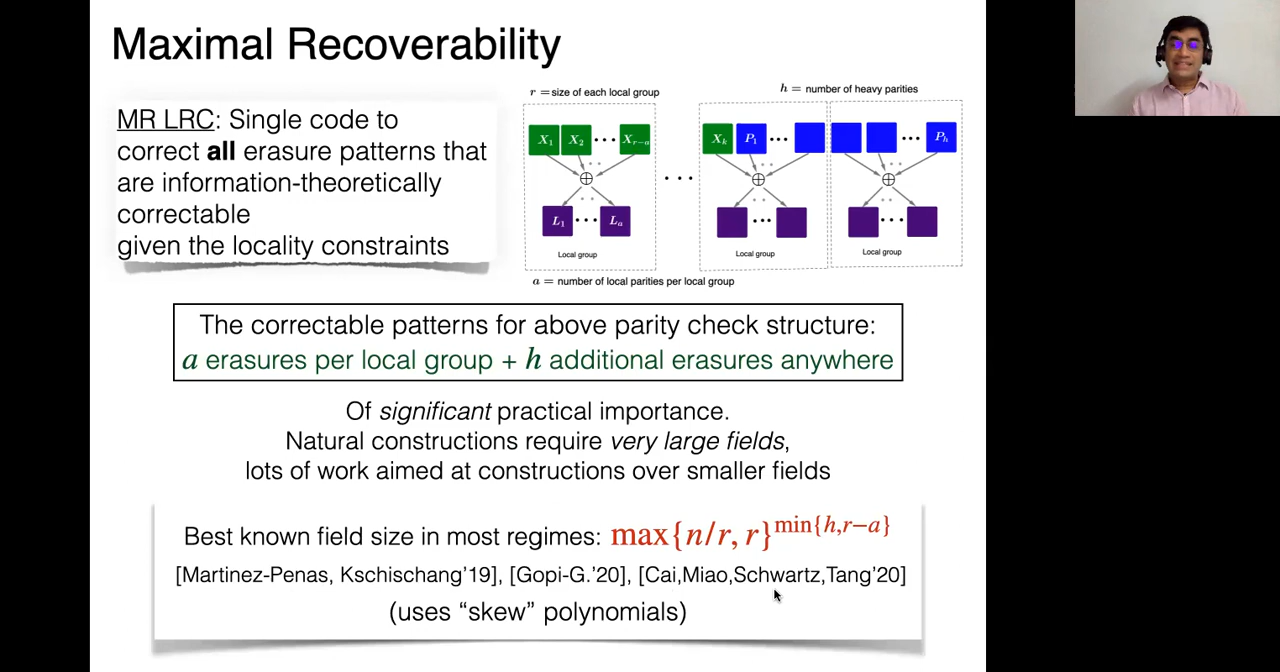 Maximal Recoverability
MR LRC: Single code to
correct all erasure patterns that
are information-theoretically
correctable
given the locality constraints
r = size of each local group
h = number of heavy parities
X₁ X₂ ••• Xᵣ₋ₐ ••• Xₖ P₁ ••• ••• Pₕ
L₁ ••• Lₐ ••• •••
Local group Local group Local group
a = number of local parities per local group
The correctable patterns for above parity check structure:
a erasures per local group + h additional erasures anywhere
Of significant practical importance.
Natural constructions require very large fields,
lots of work aimed at constructions over smaller fields
Best known field size in most regimes: max{n/r, r}^min{h,r−a}
[Martinez-Penas, Kschischang'19], [Gopi-G.'20], [Cai,Miao,Schwartz,Tang'20]
(uses “skew” polynomials)